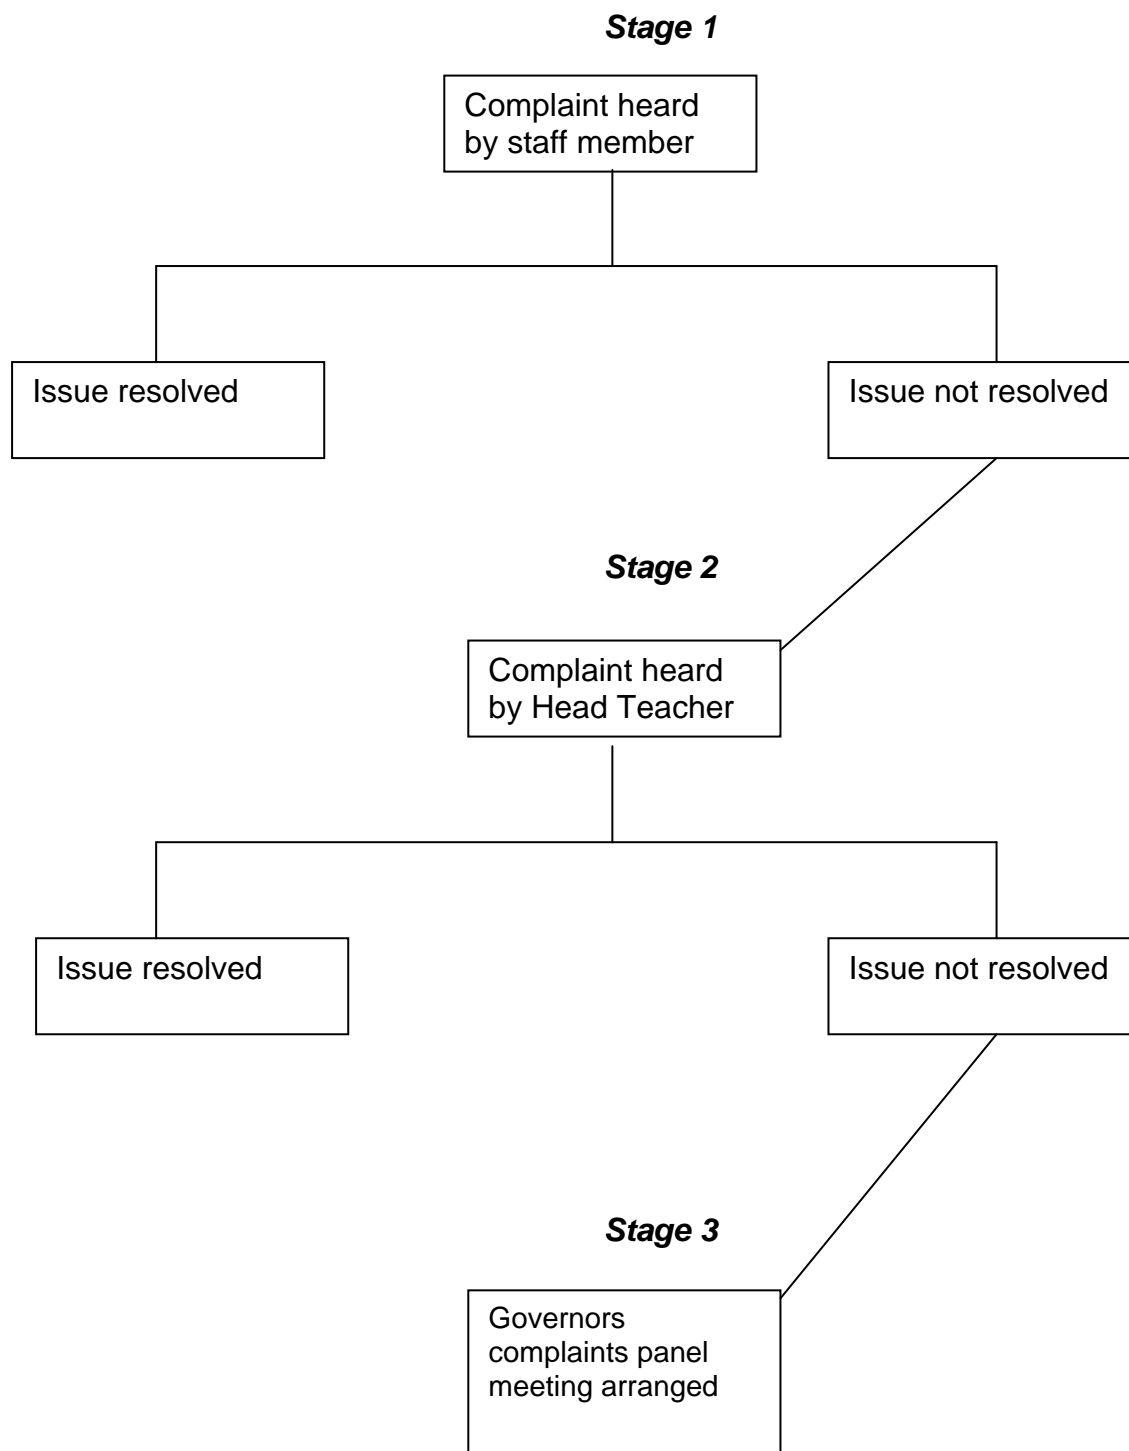 Stage 1
Complaint heard
by staff member
Issue resolved
Issue not resolved
Stage 2
Complaint heard
by Head Teacher
Issue resolved
Issue not resolved
Stage 3
Governors
complaints panel
meeting arranged